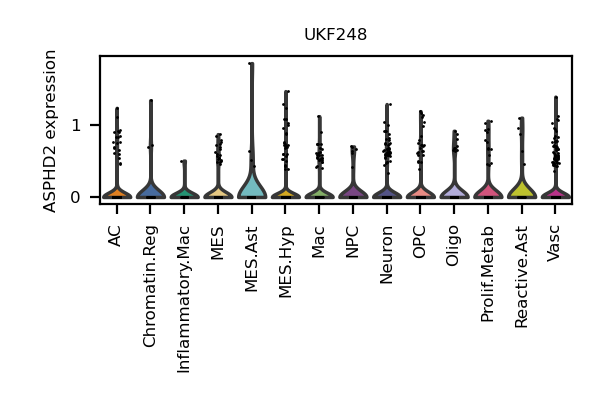 UKF248
ASPHD2 expression
1
0
AC
Chromatin.Reg
Inflammatory.Mac
MES
MES.Ast
MES.Hyp
Mac
NPC
Neuron
OPC
Oligo
Prolif.Metab
Reactive.Ast
Vasc